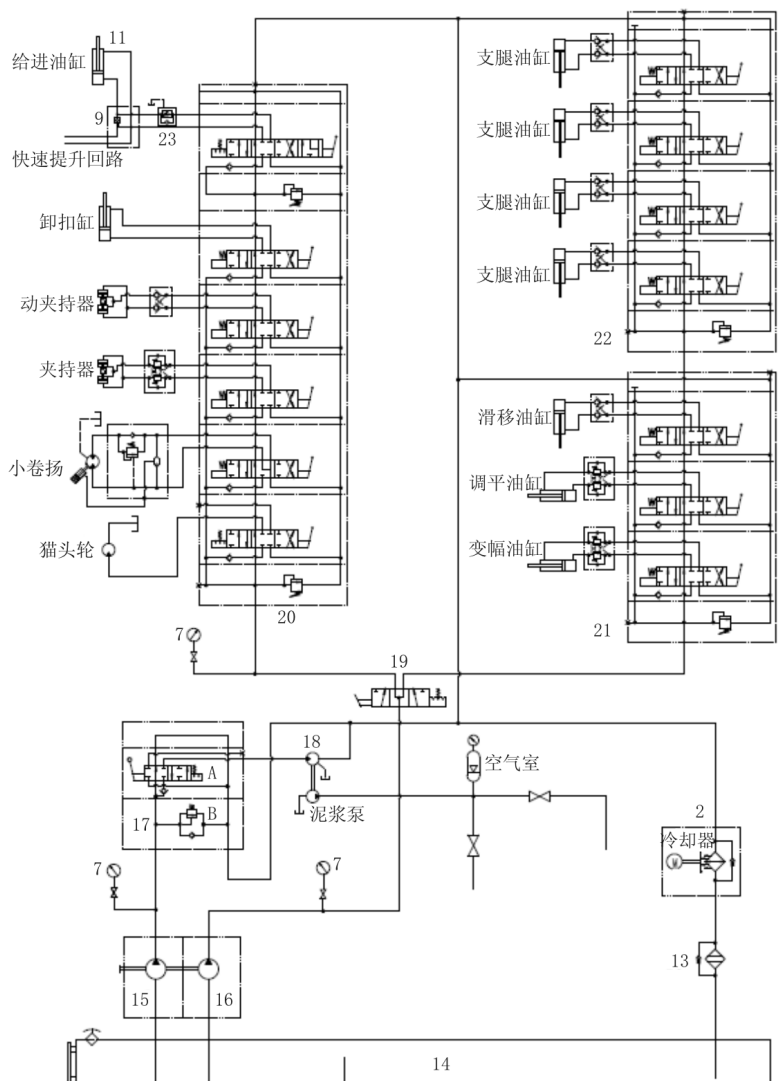 11
给进油缸
9
23
快速提升回路
卸扣缸
动夹持器
夹持器
小卷扬
猫头轮
20
支腿油缸
支腿油缸
支腿油缸
支腿油缸
22
滑移油缸
调平油缸
变幅油缸
21
7
19
18
A
空气室
B
17
泥浆泵
2
冷却器
7
7
15
16
13
14